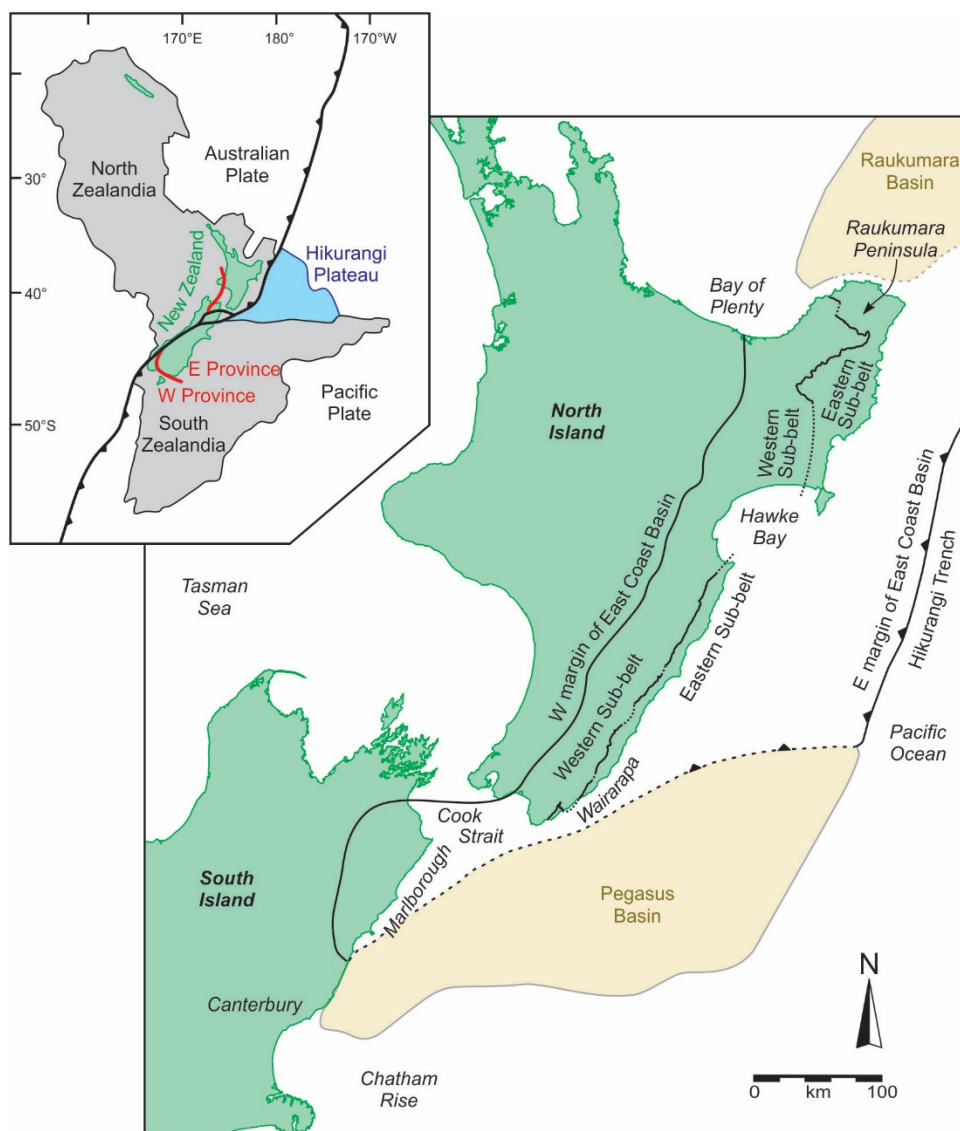 170°E
180°
170°W
30°
40°
50°S
North
Zealandia
Australian
Plate
New Zealand
Hikurangi
Plateau
E Province
W Province
South
Zealandia
Pacific
Plate
Raukumara
Basin
Raukumara
Peninsula
Bay of
Plenty
North
Island
Western
Sub-belt
Eastern
Sub-belt
Hawke
Bay
W margin of East Coast Basin
E margin of East Coast Basin
Hikurangi Trench
Tasman
Sea
Western Sub-belt
Eastern Sub-belt
Pacific
Ocean
Wairarapa
Cook
Strait
Marlborough
South
Island
Pegasus
Basin
Canterbury
Chatham
Rise
N
0 km 100